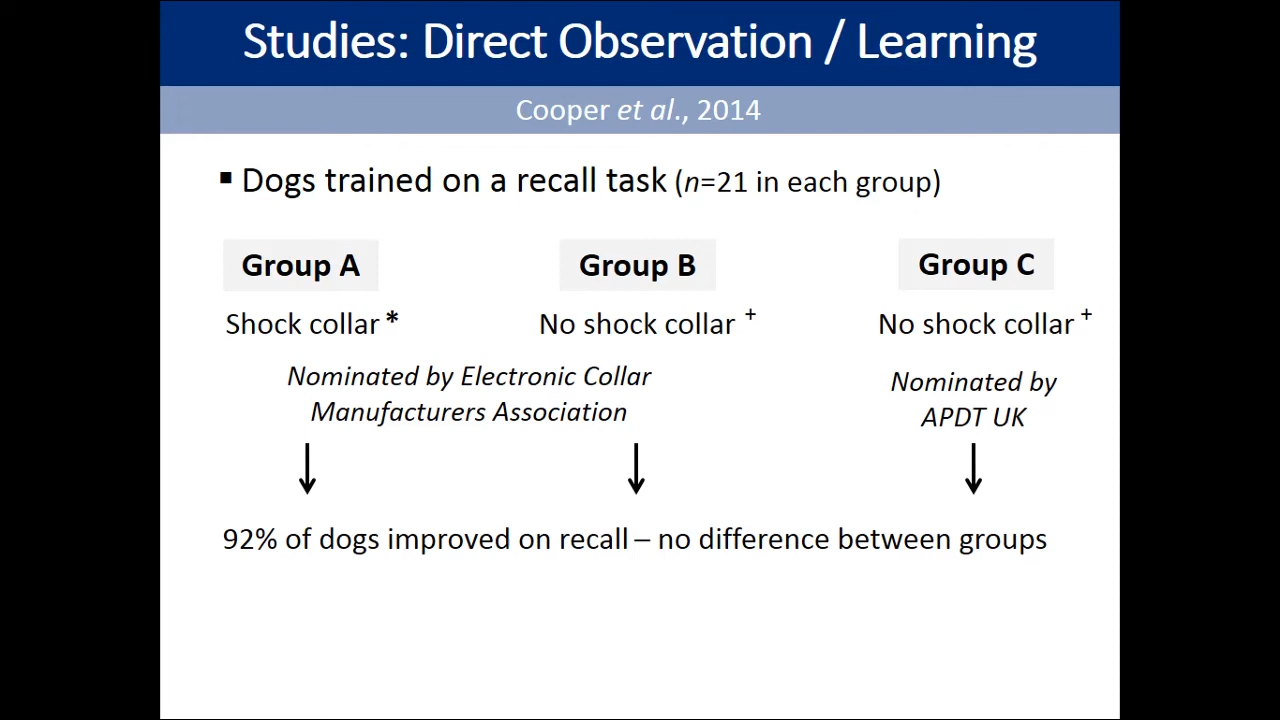 Studies: Direct Observation / Learning
Cooper et al., 2014
▪ Dogs trained on a recall task (n=21 in each group)
Group A
Group B
Group C
Shock collar *
No shock collar +
No shock collar +
Nominated by Electronic Collar
Manufacturers Association
Nominated by
APDT UK
92% of dogs improved on recall – no difference between groups